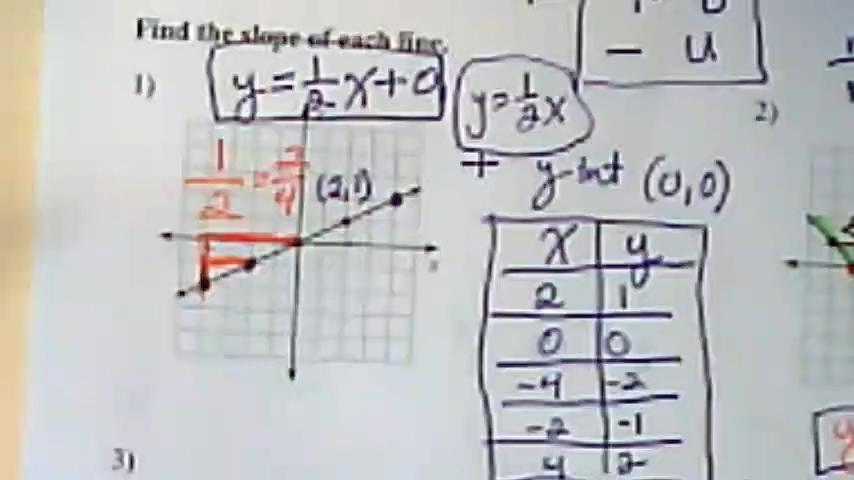 Find the slope of each line.
- u
1) y = 1/2 x + 0
y = 1/2 x
2)
1/2 = 2/4
(2,1)
+ y-int (0,0)
x y
2 1
0 0
-4 -2
-2 -1
4 2
x
y
3)